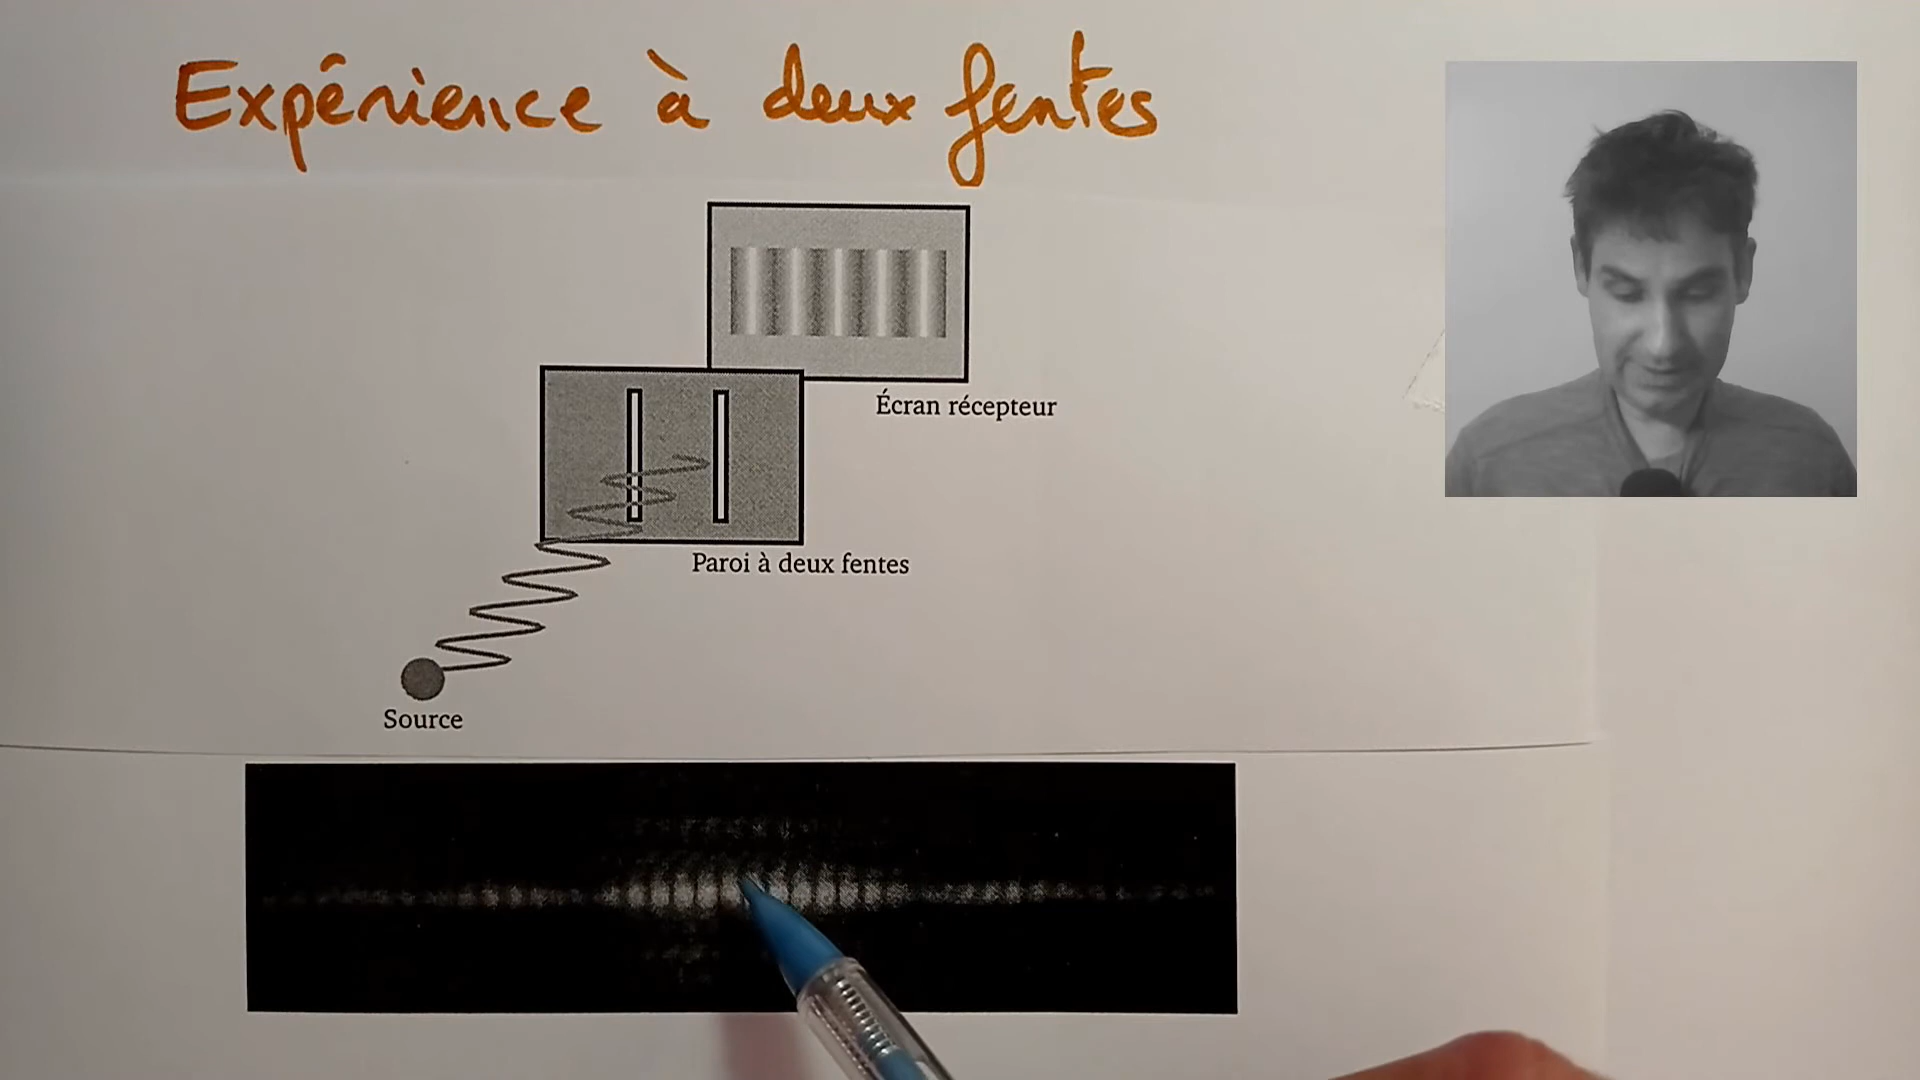 Expérience à deux fentes
Écran récepteur
Paroi à deux fentes
Source